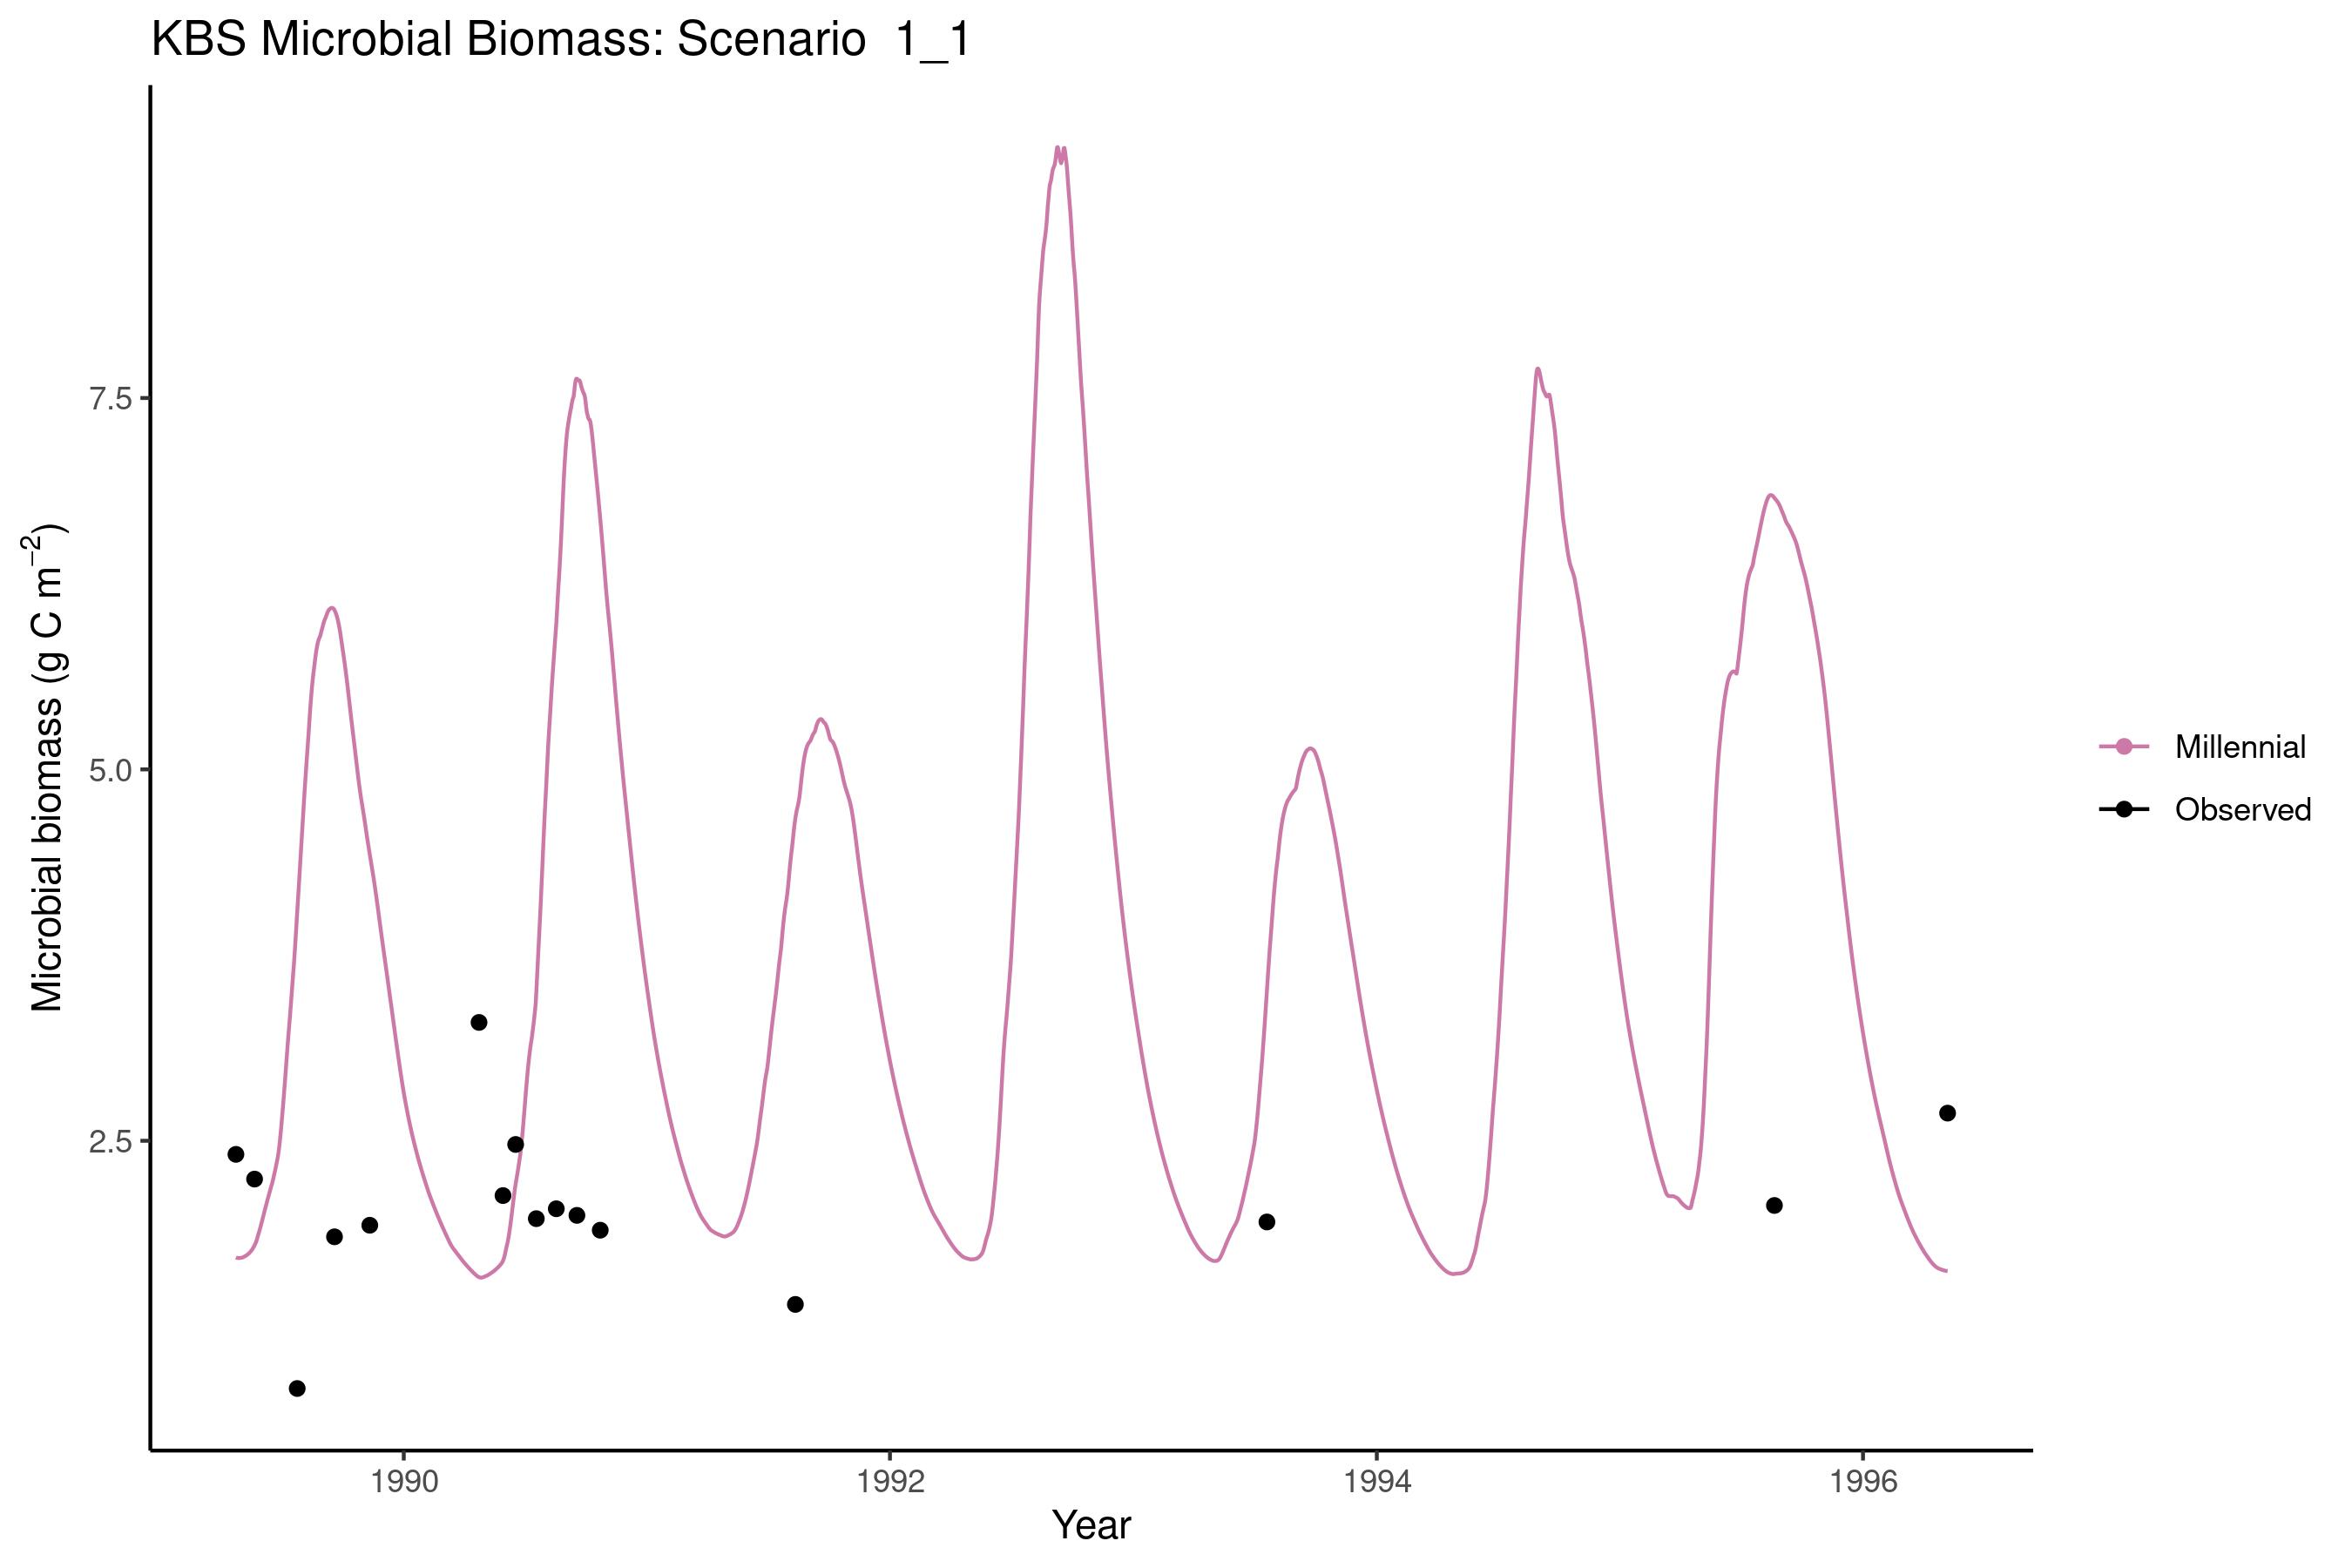 KBS Microbial Biomass: Scenario  1_1
Microbial biomass (g C m⁻²)
7.5
5.0
2.5
1990
1992
1994
1996
Year
Millennial
Observed